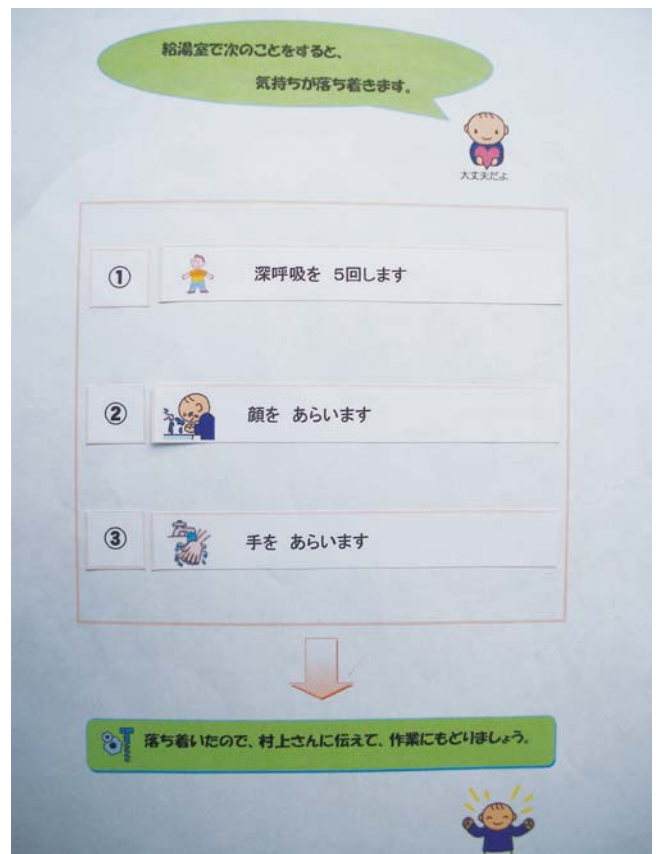 給湯室で次のことをすると、
気持ちが落ち着きます。
大丈夫だよ
① 深呼吸を 5回します
② 顔を あらいます
③ 手を あらいます
落ち着いたので、村上さんに伝えて、作業にもどりましょう。